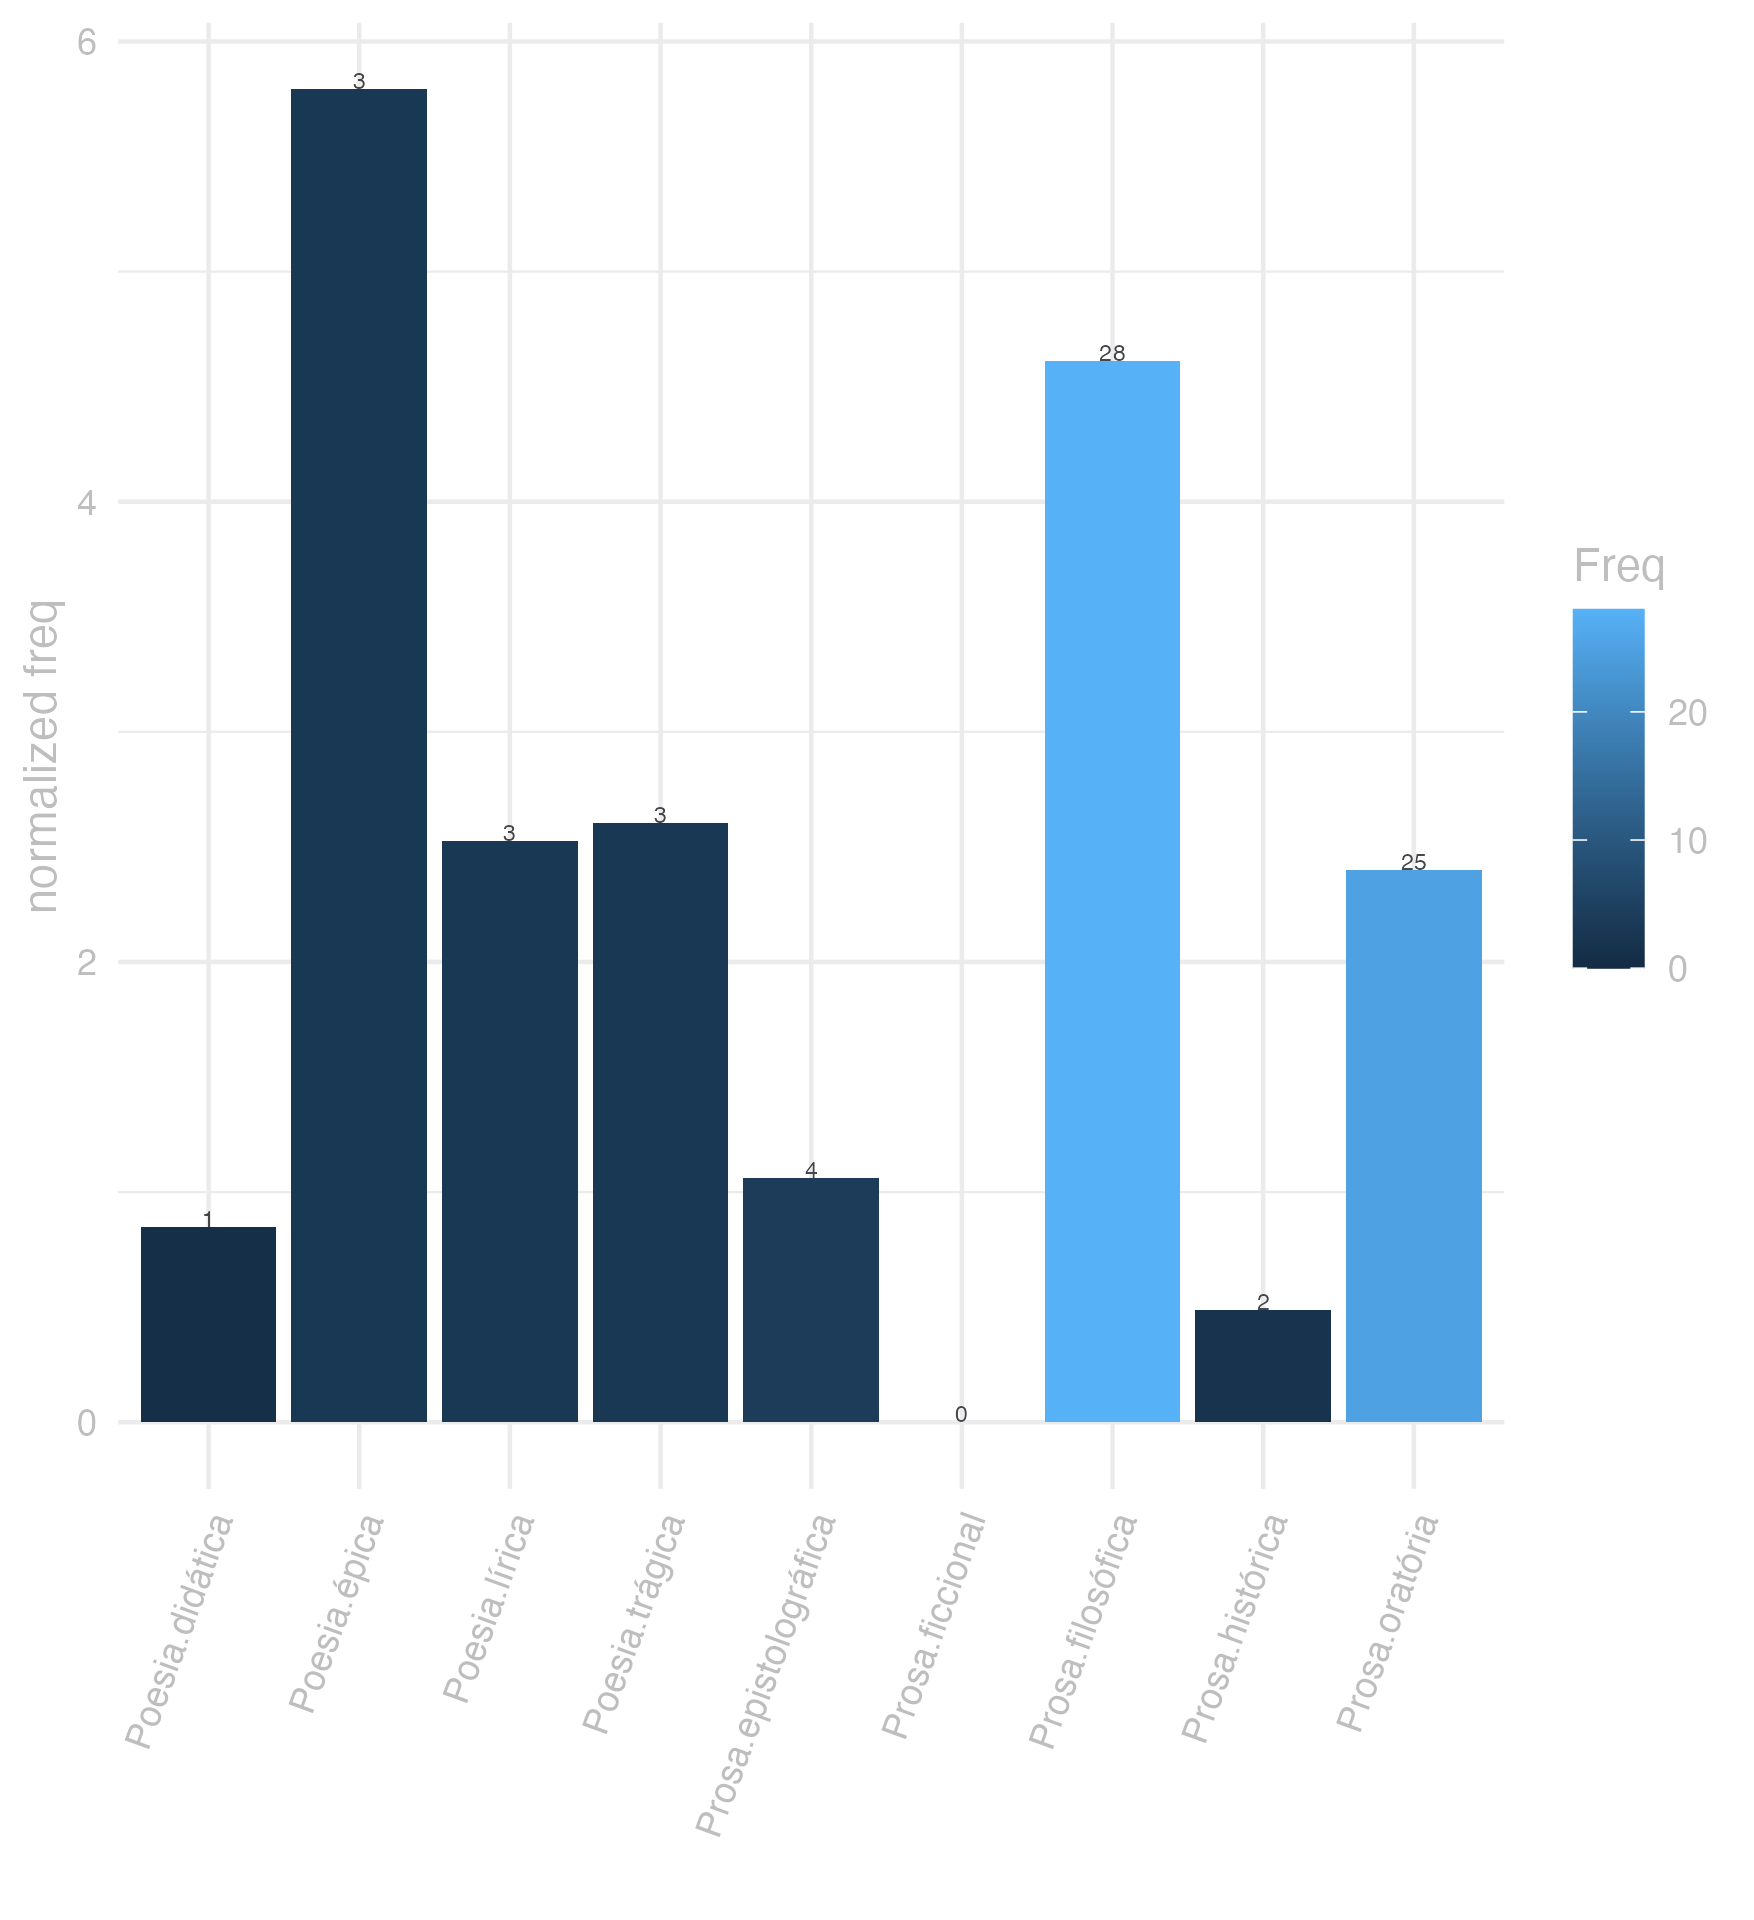 6
4
2
0
normalized freq
3
28
3
3
25
4
1
2
0
Freq
20
10
0
Poesia.didática
Poesia.épica
Poesia.lírica
Poesia.trágica
Prosa.epistolográfica
Prosa.ficcional
Prosa.filosófica
Prosa.histórica
Prosa.oratória